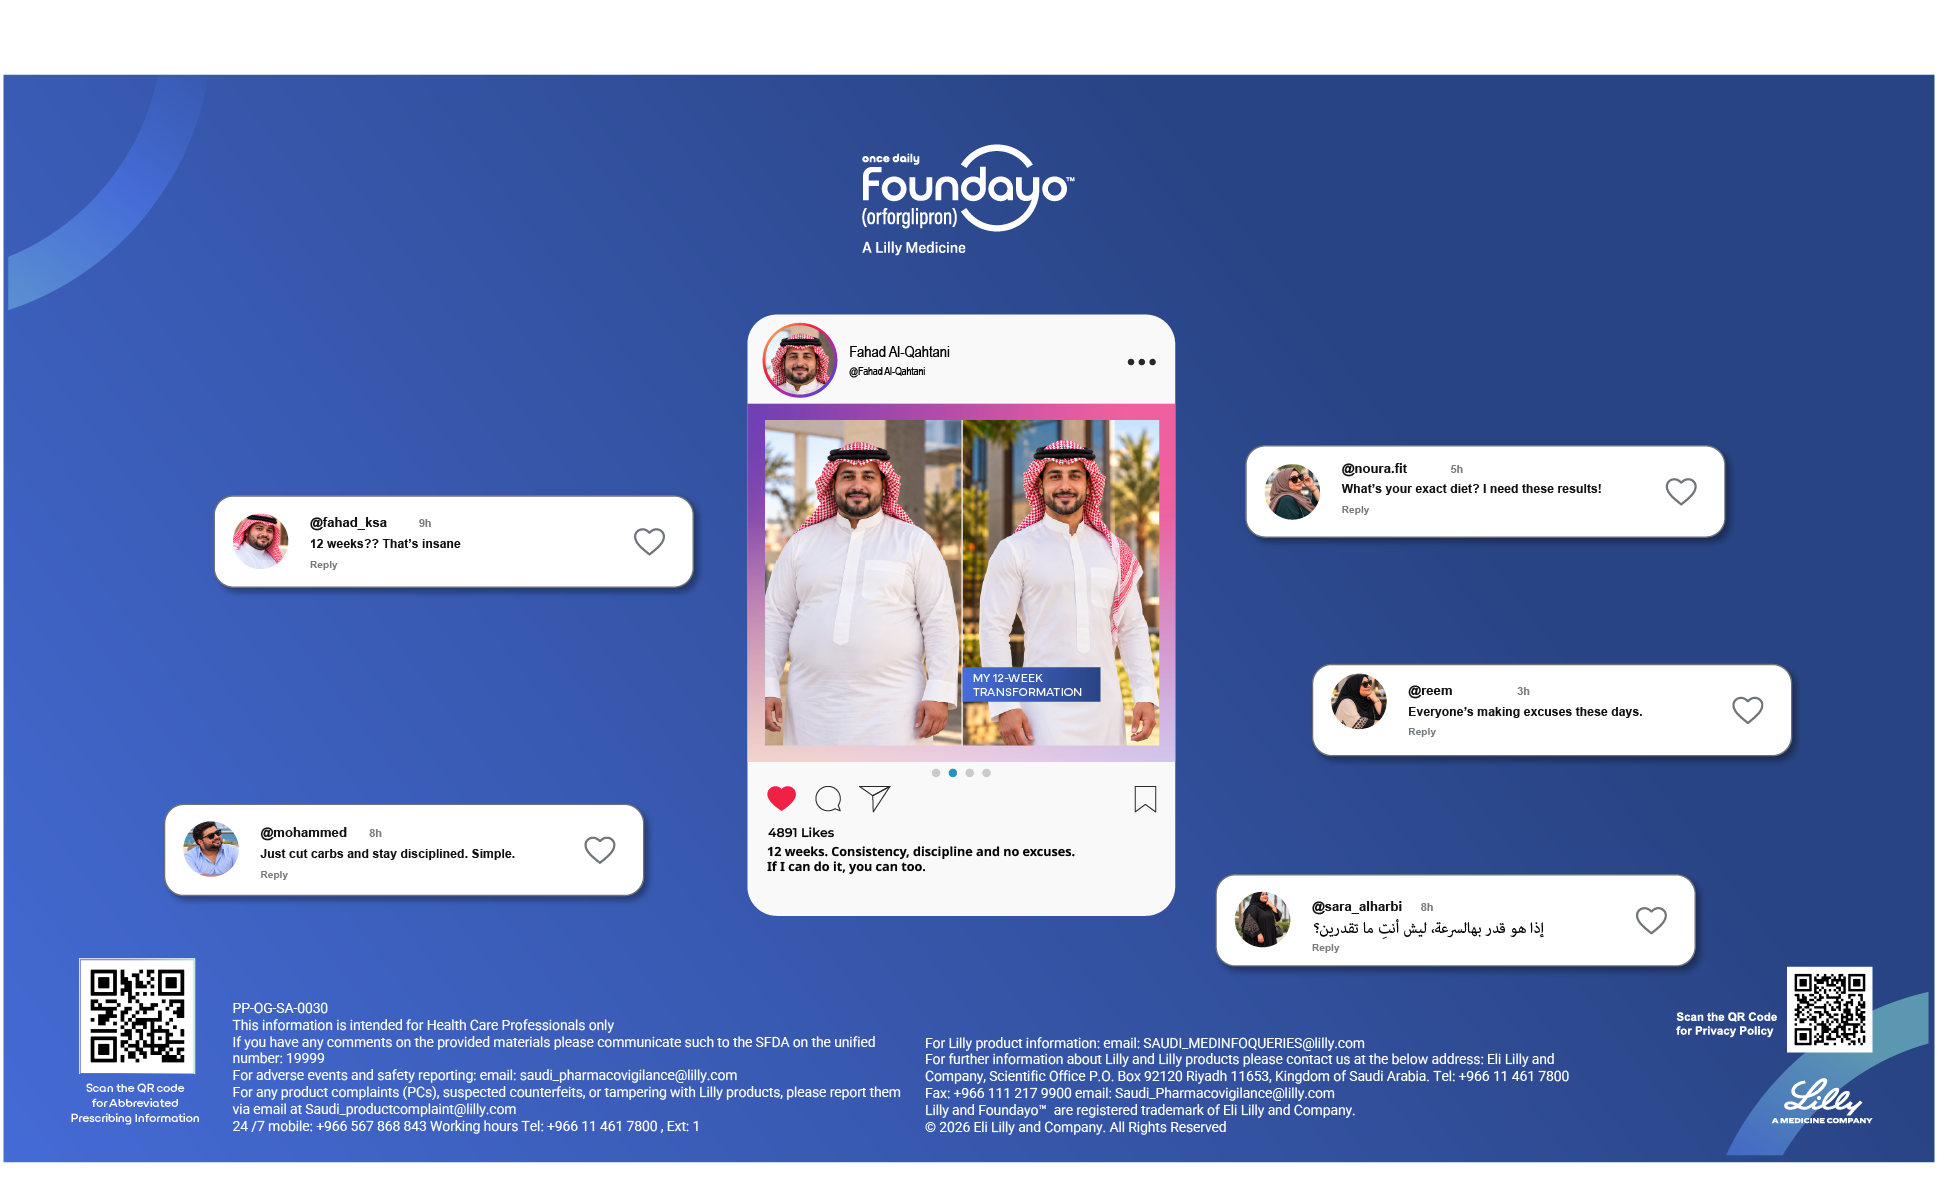 once daily
Foundayo™
(orforglipron)
A Lilly Medicine
Fahad Al-Qahtani
@Fahad Al-Qahtani
MY 12-WEEK
TRANSFORMATION
4891 Likes
12 weeks. Consistency, discipline and no excuses.
If I can do it, you can too.
@fahad_ksa 9h
12 weeks?? That's insane
Reply
@mohammed 8h
Just cut carbs and stay disciplined. Simple.
Reply
@noura.fit 5h
What's your exact diet? I need these results!
Reply
@reem 3h
Everyone's making excuses these days.
Reply
@sara_alharbi 8h
إذا هو قدر بهالسرعة، ليش أنتِ ما تقدرين؟
Reply
Scan the QR code
for Abbreviated
Prescribing Information
PP-OG-SA-0030
This information is intended for Health Care Professionals only
If you have any comments on the provided materials please communicate such to the SFDA on the unified
number: 19999
For adverse events and safety reporting: email: saudi_pharmacovigilance@lilly.com
For any product complaints (PCs), suspected counterfeits, or tampering with Lilly products, please report them
via email at Saudi_productcomplaint@lilly.com
24 /7 mobile: +966 567 868 843 Working hours Tel: +966 11 461 7800 , Ext: 1
For Lilly product information: email: SAUDI_MEDINFOQUERIES@lilly.com
For further information about Lilly and Lilly products please contact us at the below address: Eli Lilly and
Company, Scientific Office P.O. Box 92120 Riyadh 11653, Kingdom of Saudi Arabia. Tel: +966 11 461 7800
Fax: +966 111 217 9900 email: Saudi_Pharmacovigilance@lilly.com
Lilly and Foundayo™ are registered trademark of Eli Lilly and Company.
© 2026 Eli Lilly and Company. All Rights Reserved
Scan the QR Code
for Privacy Policy
Lilly
A MEDICINE COMPANY